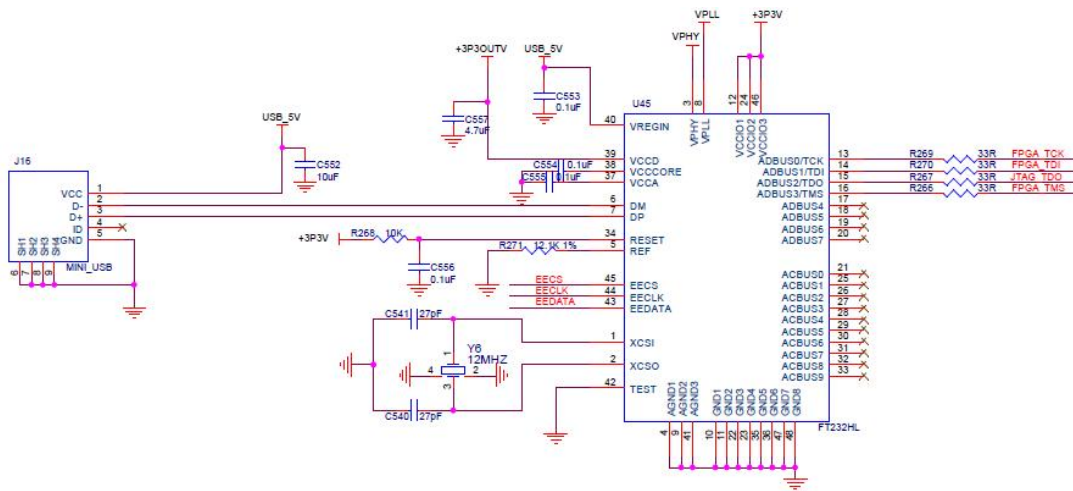 VPLL
VPHY
+3P3V
+3P3OUTV
USB_5V
C553
0.1uF
U45
C557
4.7uF
USB_5V
C552
10uF
J16
VCC
D-
D+
ID
GND
1
2
3
4
5
SH1
SH2
SH3
SH4
6
7
8
9
MINI_USB
3
8
12
24
46
VPHY
VPLL
VCCIO1
VCCIO2
VCCIO3
40
VREGIN
39
VCCD
C554
0.1uF
38
VCCCORE
C555
0.1uF
37
VCCA
6
DM
7
DP
+3P3V
R268
10K
34
RESET
R271
12.1K 1%
5
REF
C556
0.1uF
EECS
45
EECS
EECLK
44
EECLK
EEDATA
43
EEDATA
C541
27pF
1
XCSI
Y6
12MHZ
1
4
2
3
2
XCSO
C540
27pF
42
TEST
ADBUS0/TCK
13
R269
33R
FPGA_TCK
ADBUS1/TDI
14
R270
33R
FPGA_TDI
ADBUS2/TDO
15
R267
33R
JTAG_TDO
ADBUS3/TMS
16
R266
33R
FPGA_TMS
ADBUS4
17
ADBUS5
18
ADBUS6
19
ADBUS7
20
ACBUS0
21
ACBUS1
25
ACBUS2
26
ACBUS3
27
ACBUS4
28
ACBUS5
29
ACBUS6
30
ACBUS7
31
ACBUS8
32
ACBUS9
33
AGND1
AGND2
AGND3
GND1
GND2
GND3
GND4
GND5
GND6
GND7
GND8
4
9
41
10
11
22
23
35
36
47
48
FT232HL